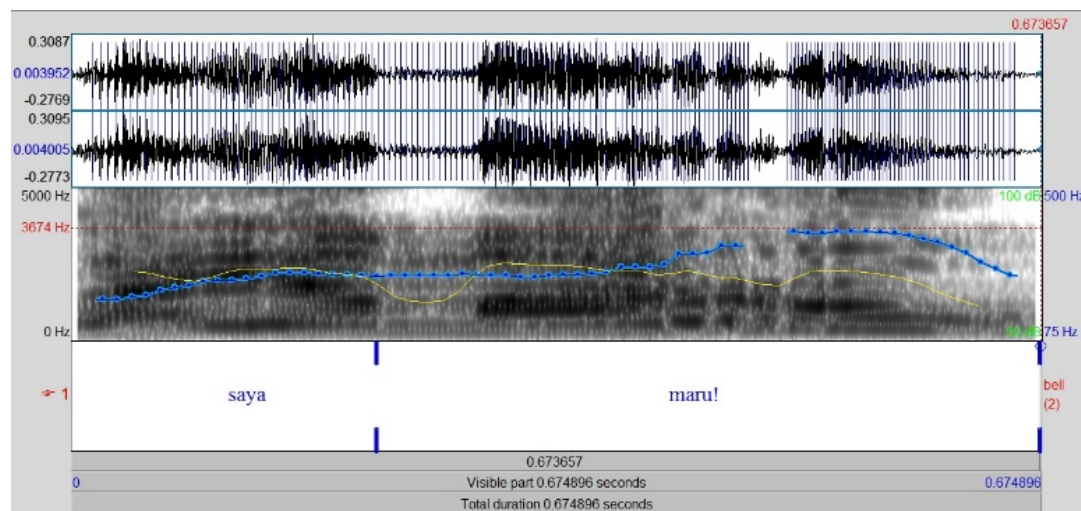 0.673657
0.3087
0.003952
-0.2769
0.3095
0.004005
-0.2773
5000 Hz 100 dB 500 Hz
3674 Hz
0 Hz 75 Hz
1 saya maru! bell
(2)
0.673657
0 Visible part 0.674896 seconds 0.674896
Total duration 0.674896 seconds